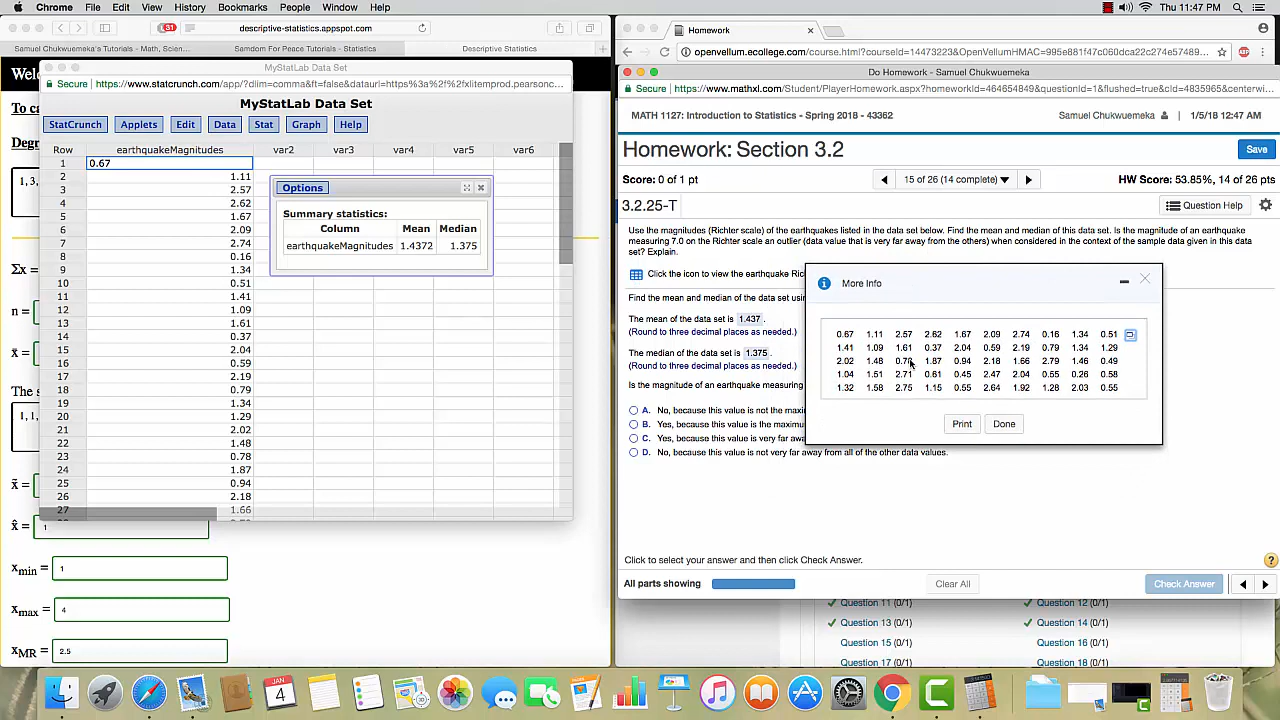 Chrome File Edit View History Bookmarks People Window Help Thu 11:47 PM
31 descriptive-statistics.appspot.com
Samuel Chukwuemeka's Tutorials - Math, Scien... Samdom For Peace Tutorials - Statistics Descriptive Statistics
Welc
To ca
Degr
1, 3,
Σx =
n =
x̄ =
The s
1, 1,
x̄ =
x̂ = 1
xmin = 1
xmax = 4
xMR = 2.5
MyStatLab Data Set
Secure https://www.statcrunch.com/app/?dlim=comma&ft=false&dataurl=https%3a%2f%2fxlitemprod.pearsonc...
MyStatLab Data Set
StatCrunch Applets Edit Data Stat Graph Help
Row earthquakeMagnitudes var2 var3 var4 var5 var6
1 0.67
2 1.11
3 2.57
4 2.62
5 1.67
6 2.09
7 2.74
8 0.16
9 1.34
10 0.51
11 1.41
12 1.09
13 1.61
14 0.37
15 2.04
16 0.59
17 2.19
18 0.79
19 1.34
20 1.29
21 2.02
22 1.48
23 0.78
24 1.87
25 0.94
26 2.18
27 1.66
Options
Summary statistics:
Column Mean Median
earthquakeMagnitudes 1.4372 1.375
Homework
openvellum.ecollege.com/course.html?courseId=14473223&OpenVellumHMAC=995e881f47c060dca22c274e57489...
Do Homework - Samuel Chukwuemeka
Secure https://www.mathxl.com/Student/PlayerHomework.aspx?homeworkId=464654849&questionId=1&flushed=true&cId=4835965&centerwi...
MATH 1127: Introduction to Statistics - Spring 2018 - 43362 Samuel Chukwuemeka 1/5/18 12:47 AM
Homework: Section 3.2 Save
Score: 0 of 1 pt 15 of 26 (14 complete) HW Score: 53.85%, 14 of 26 pts
3.2.25-T Question Help
Use the magnitudes (Richter scale) of the earthquakes listed in the data set below. Find the mean and median of this data set. Is the magnitude of an earthquake
measuring 7.0 on the Richter scale an outlier (data value that is very far away from the others) when considered in the context of the sample data given in this data
set? Explain.
Click the icon to view the earthquake Ric
Find the mean and median of the data set usin
The mean of the data set is 1.437.
(Round to three decimal places as needed.)
The median of the data set is 1.375
(Round to three decimal places as needed.)
Is the magnitude of an earthquake measuring
A. No, because this value is not the maxi
B. Yes, because this value is the maximu
C. Yes, because this value is very far awa
D. No, because this value is not very far away from all of the other data values.
More Info
0.67 1.11 2.57 2.62 1.67 2.09 2.74 0.16 1.34 0.51
1.41 1.09 1.61 0.37 2.04 0.59 2.19 0.79 1.34 1.29
2.02 1.48 0.78 1.87 0.94 2.18 1.66 2.79 1.46 0.49
1.04 1.51 2.71 0.61 0.45 2.47 2.04 0.55 0.26 0.58
1.32 1.58 2.75 1.15 0.55 2.64 1.92 1.28 2.03 0.55
Print Done
Click to select your answer and then click Check Answer.
All parts showing Clear All Check Answer
Question 11 (0/1) Question 12 (0/1)
Question 13 (0/1) Question 14 (0/1)
Question 15 (0/1) Question 16 (0/1)
Question 17 (0/1) Question 18 (0/1)